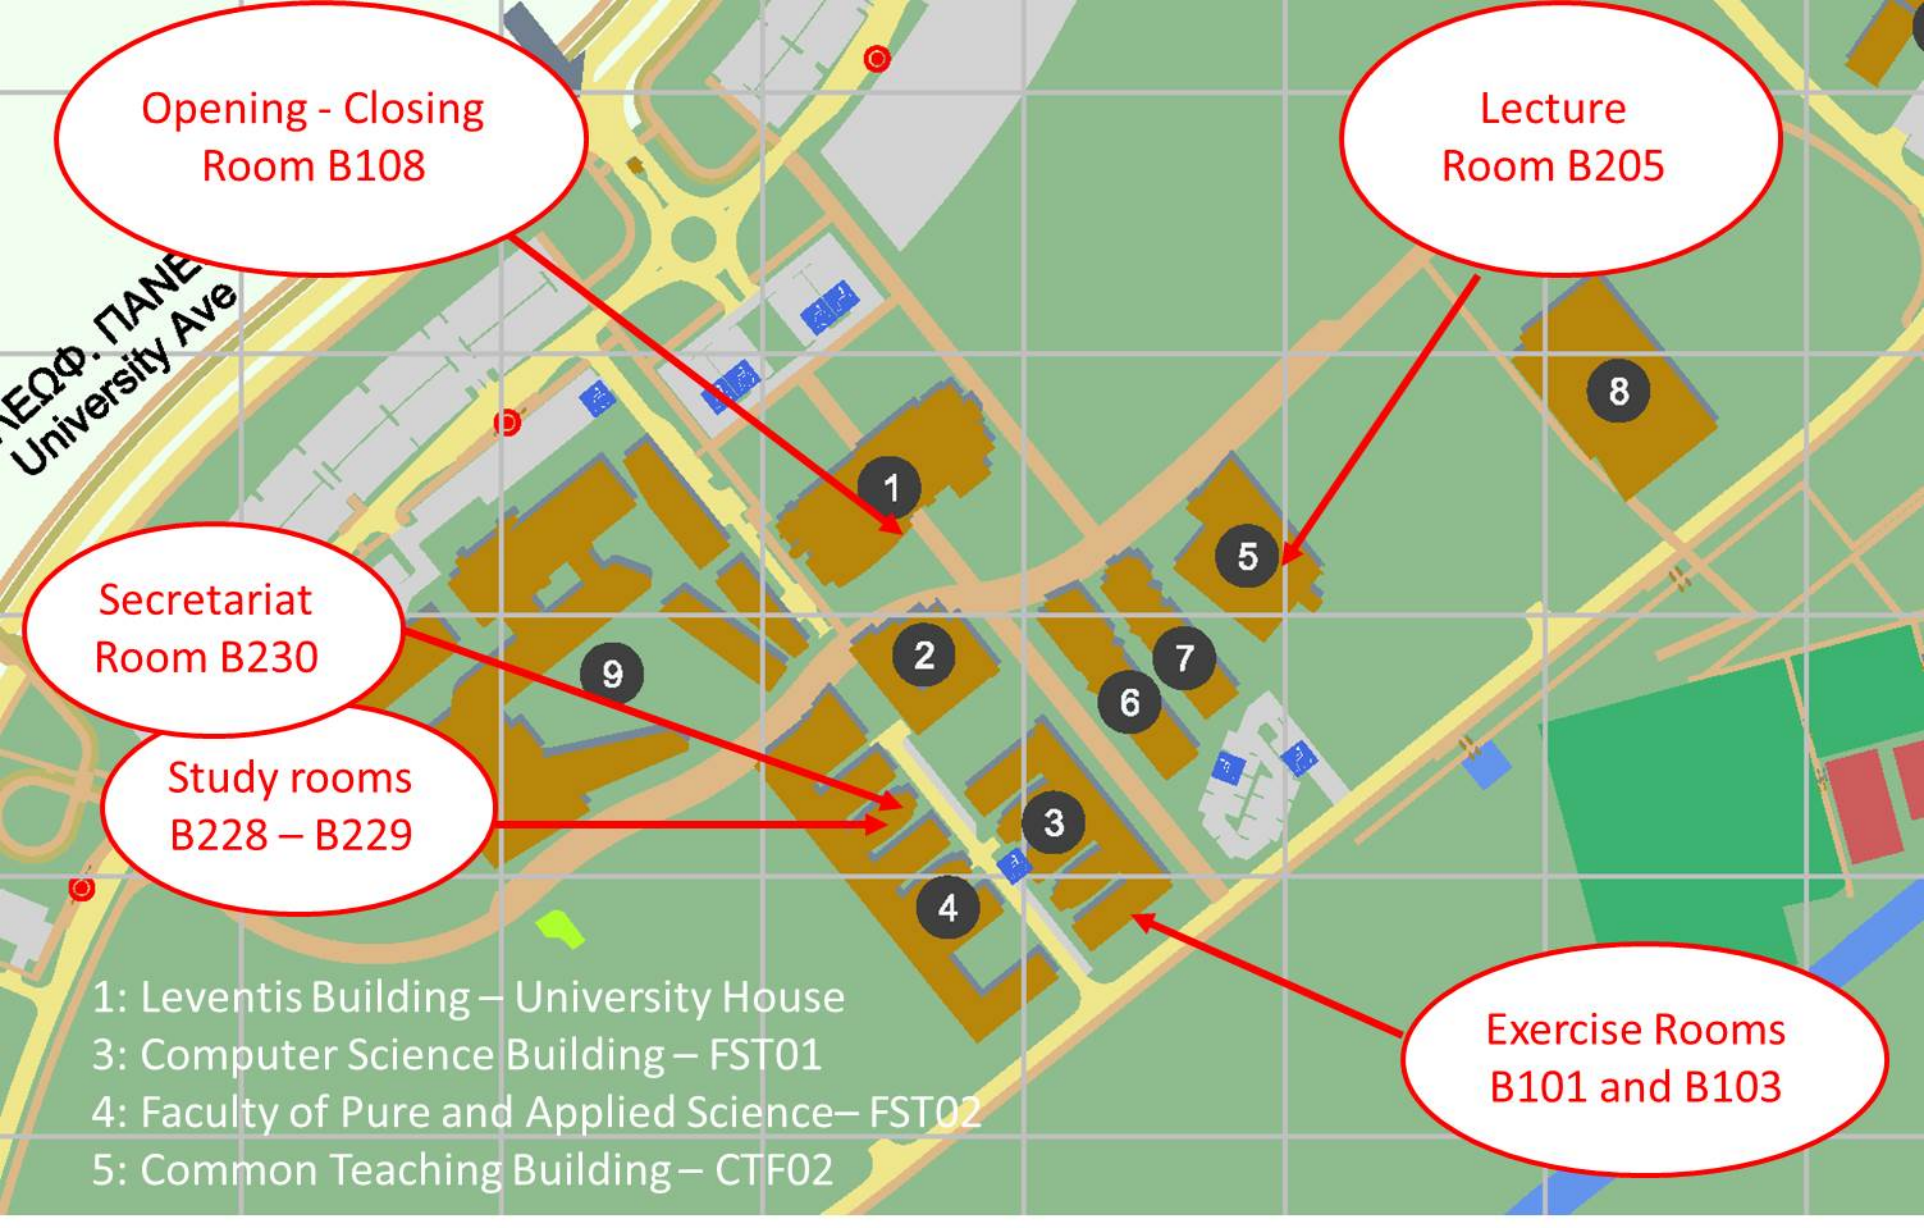 Opening - Closing
Room B108
Lecture
Room B205
ΛΕΩΦ. ΠΑΝΕ
University Ave
8
1
5
Secretariat
Room B230
2
7
9
6
Study rooms
B228 – B229
3
4
1: Leventis Building – University House
3: Computer Science Building – FST01
4: Faculty of Pure and Applied Science– FST02
5: Common Teaching Building – CTF02
Exercise Rooms
B101 and B103